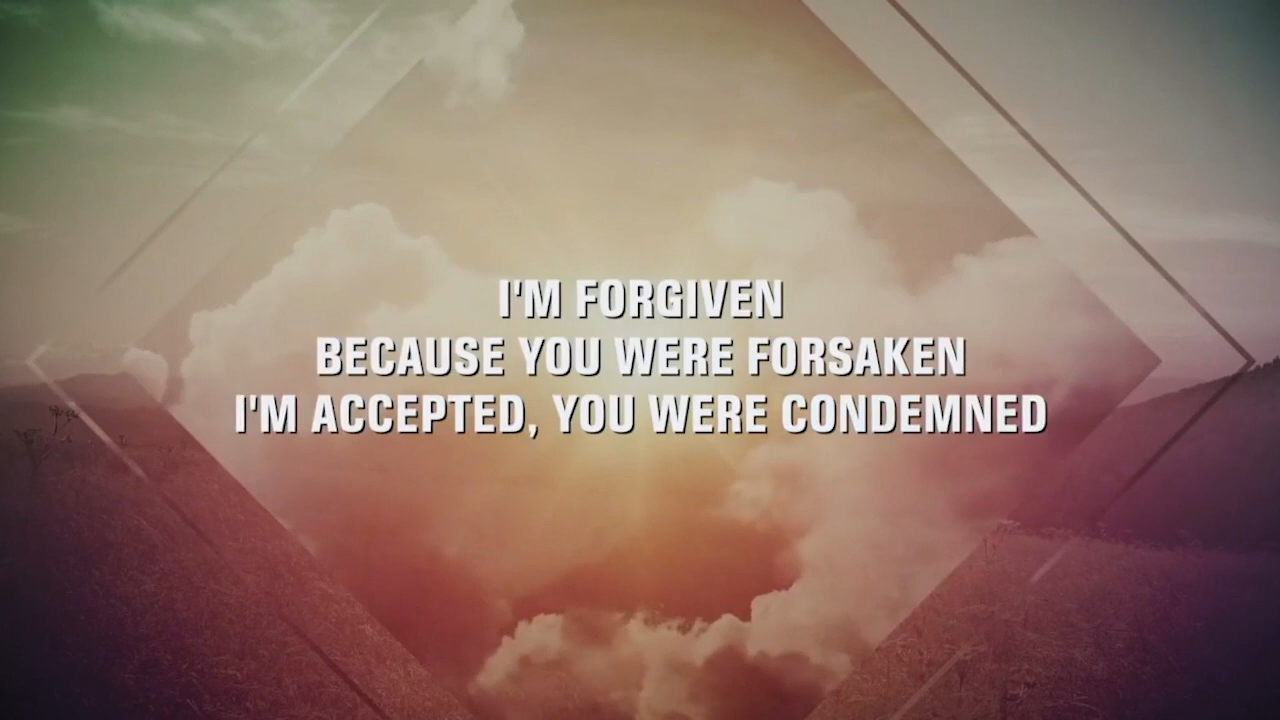 I'M FORGIVEN
BECAUSE YOU WERE FORSAKEN
I'M ACCEPTED, YOU WERE CONDEMNED